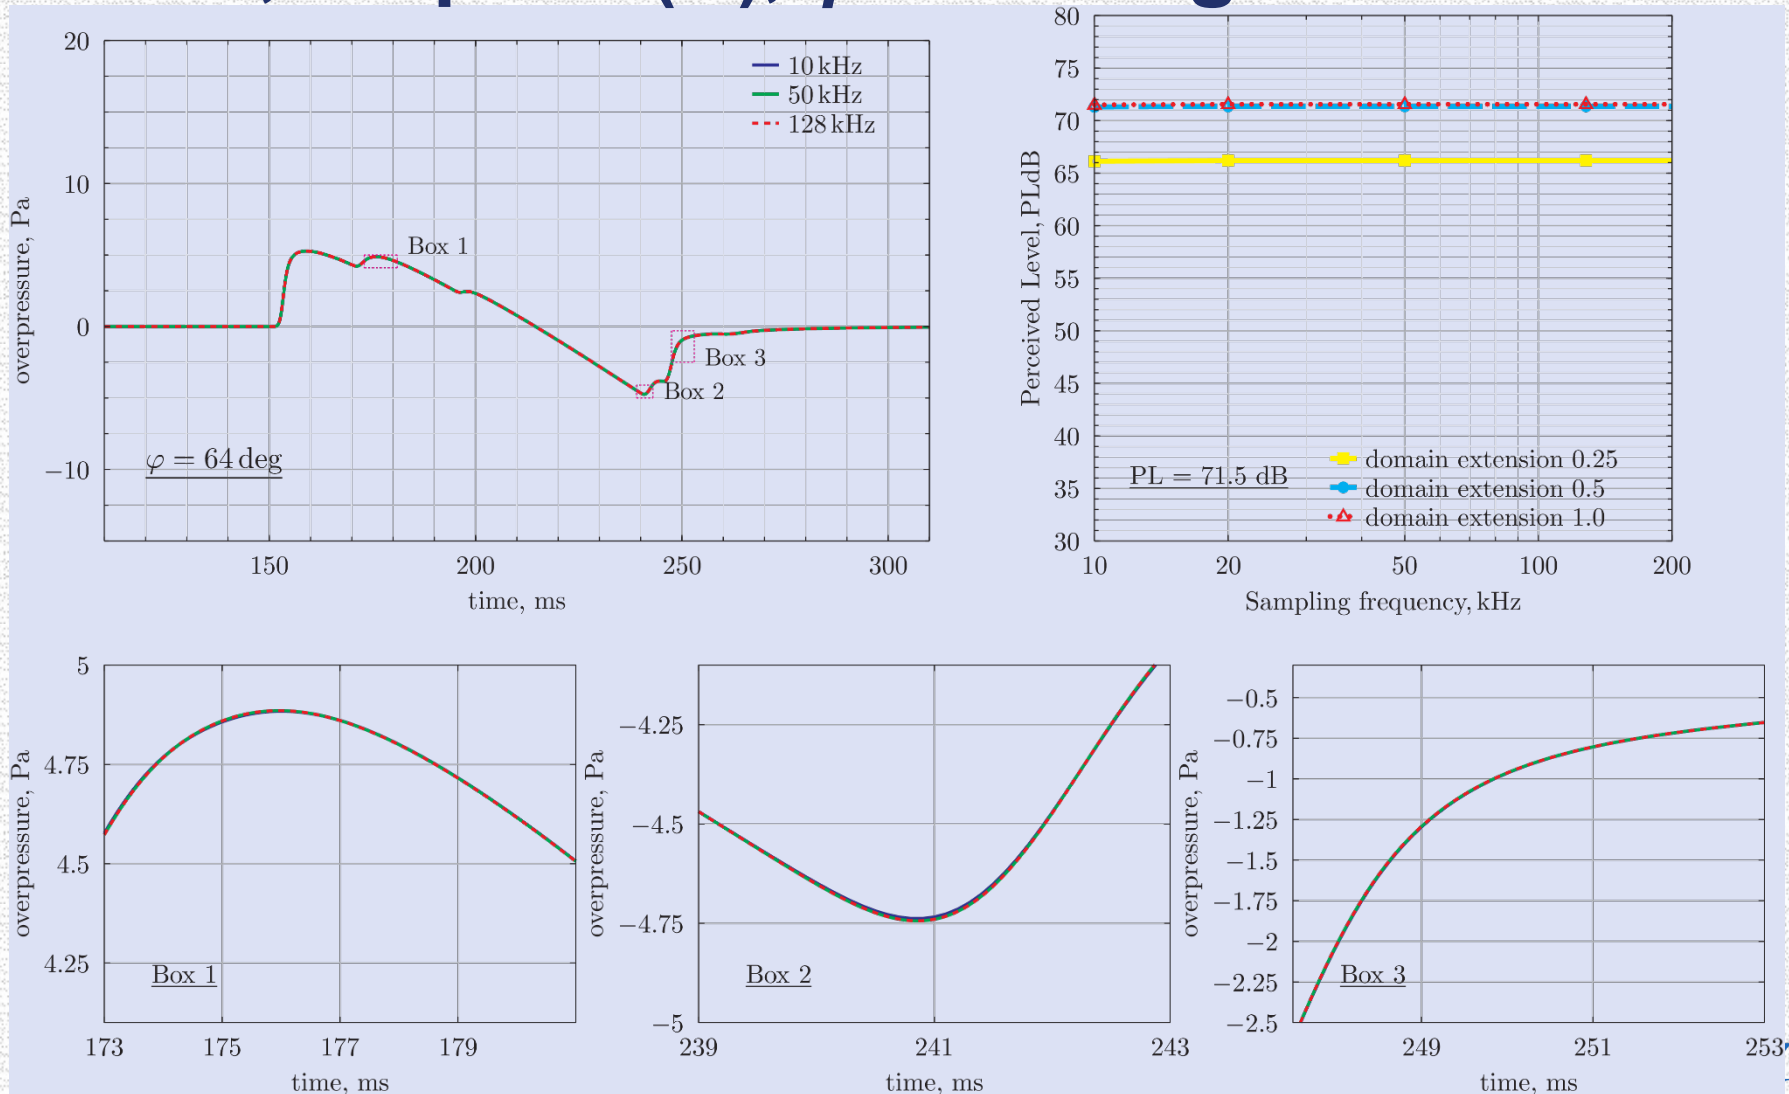 20
10
0
−10
overpressure, Pa
10 kHz
50 kHz
128 kHz
Box 1
Box 3
Box 2
φ = 64 deg
150 200 250 300
time, ms
80
75
70
65
60
55
50
45
40
35
30
Perceived Level, PLdB
PL = 71.5 dB
domain extension 0.25
domain extension 0.5
domain extension 1.0
10 20 50 100 200
Sampling frequency, kHz
5
4.75
4.5
4.25
overpressure, Pa
Box 1
173 175 177 179
time, ms
−4.25
−4.5
−4.75
−5
overpressure, Pa
Box 2
239 241 243
time, ms
−0.5
−0.75
−1
−1.25
−1.5
−1.75
−2
−2.25
−2.5
overpressure, Pa
Box 3
249 251 253
time, ms